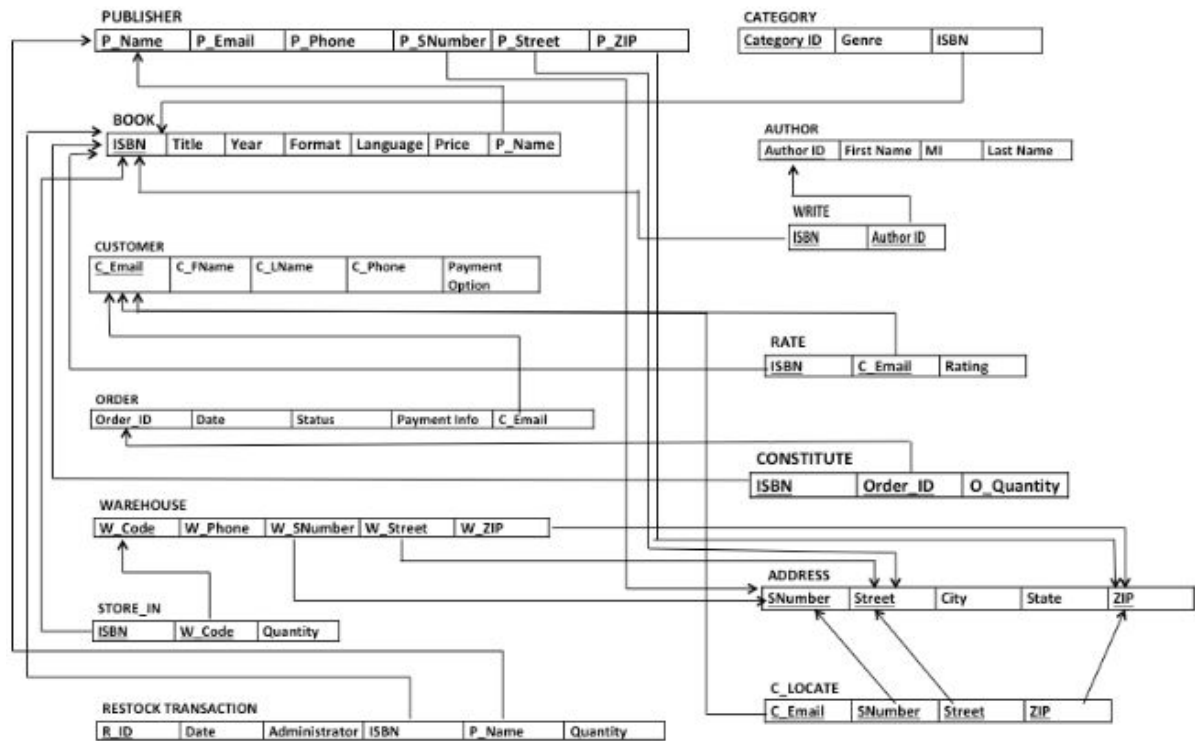 PUBLISHER
P_Name P_Email P_Phone P_SNumber P_Street P_ZIP
CATEGORY
Category ID Genre ISBN
BOOK
ISBN Title Year Format Language Price P_Name
AUTHOR
Author ID First Name MI Last Name
WRITE
ISBN Author ID
CUSTOMER
C_Email C_FName C_LName C_Phone Payment
Option
RATE
ISBN C_Email Rating
ORDER
Order_ID Date Status Payment Info C_Email
CONSTITUTE
ISBN Order_ID O_Quantity
WAREHOUSE
W_Code W_Phone W_SNumber W_Street W_ZIP
ADDRESS
SNumber Street City State ZIP
STORE_IN
ISBN W_Code Quantity
C_LOCATE
C_Email SNumber Street ZIP
RESTOCK TRANSACTION
R_ID Date Administrator ISBN P_Name Quantity